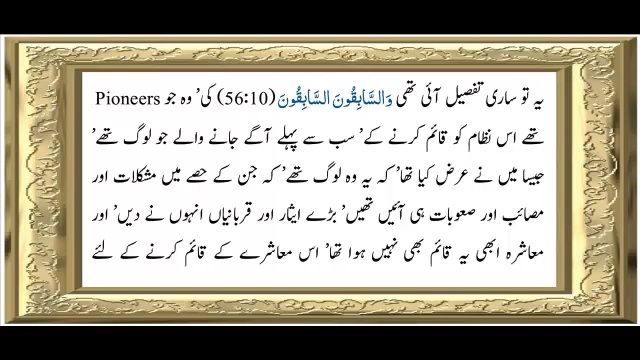 یہ تو ساری تفصیل آئی تھی وَالسَّابِقُونَ السَّابِقُونَ (56:10) کی’ وہ جو Pioneers
تھے اس نظام کو قائم کرنے کے’ سب سے پہلے آگے جانے والے جو لوگ تھے’
جیسا میں نے عرض کیا تھا’ کہ یہ وہ لوگ تھے’ کہ جن کے حصے میں مشکلات اور
مصائب اور صعوبات ہی آئیں تھیں’ بڑے ایثار اور قربانیاں انہوں نے دیں’ اور
معاشرہ ابھی یہ قائم بھی نہیں ہوا تھا’ اس معاشرے کے قائم کرنے کے لئے